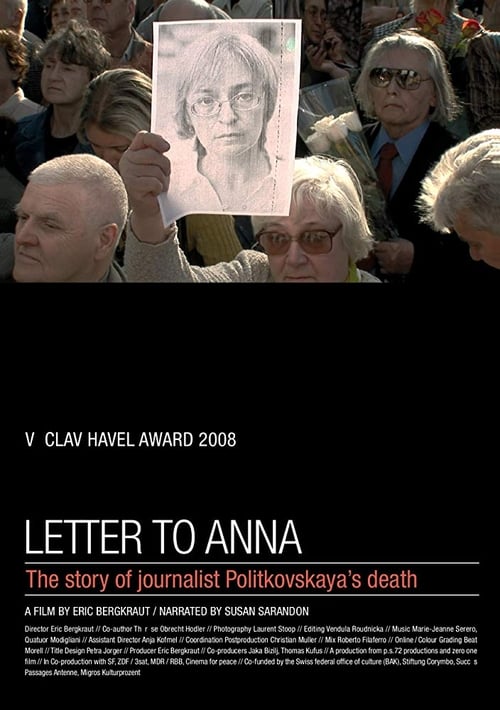 V CLAV HAVEL AWARD 2008
LETTER TO ANNA
The story of journalist Politkovskaya's death
A FILM BY ERIC BERGKRAUT / NARRATED BY SUSAN SARANDON
Director Eric Bergkraut // Co-author Th r se Obrecht Hodler // Photography Laurent Stoop // Editing Vendula Roudnicka // Music Marie-Jeanne Serero,
Quatuor Modigliani // Assistant Director Anja Kofmel // Coordination Postproduction Christian Muller // Mix Roberto Filaferro // Online / Colour Grading Beat
Morell // Title Design Petra Jorger // Producer Eric Bergkraut // Co-producers Jaka Bizilj, Thomas Kufus // A production from p.s.72 productions and zero one
film // In Co-production with SF, ZDF / 3sat, MDR / RBB, Cinema for peace // Co-funded by the Swiss federal office of culture (BAK), Stiftung Corymbo, Succ s
Passages Antenne, Migros Kulturprozent